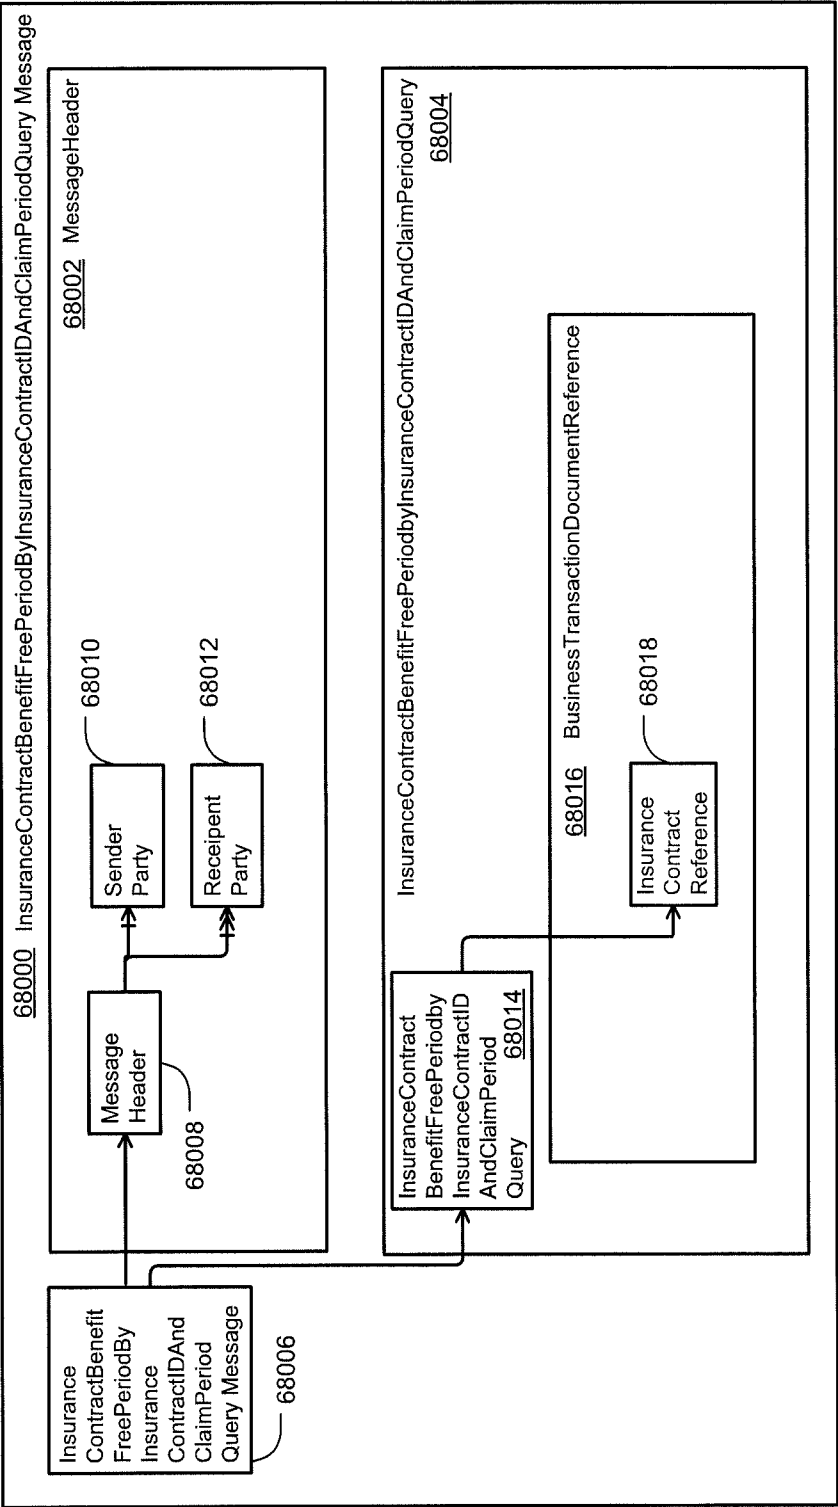 68000 InsuranceContractBenefitFreePeriodByInsuranceContractIDAndClaimPeriodQuery Message
68002 MessageHeader
Insurance
ContractBenefit
FreePeriodBy
Insurance
ContractIDAnd
ClaimPeriod
Query Message
68006
Message
Header
68008
Sender
Party
68010
Receipent
Party
68012
InsuranceContractBenefitFreePeriodbyInsuranceContractIDAndClaimPeriodQuery
68004
InsuranceContract
BenefitFreePeriodby
InsuranceContractID
AndClaimPeriod
Query
68014
68016 BusinessTransactionDocumentReference
Insurance
Contract
Reference
68018